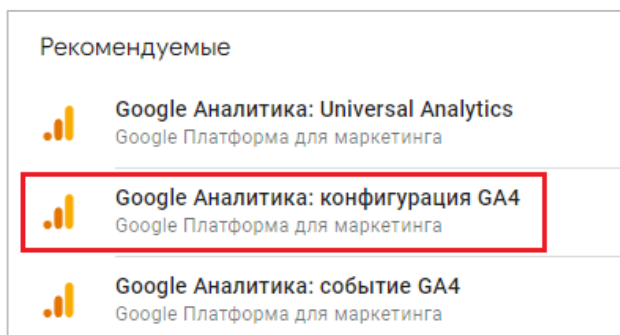 Рекомендуемые
Google Аналитика: Universal Analytics
Google Платформа для маркетинга
Google Аналитика: конфигурация GA4
Google Платформа для маркетинга
Google Аналитика: событие GA4
Google Платформа для маркетинга